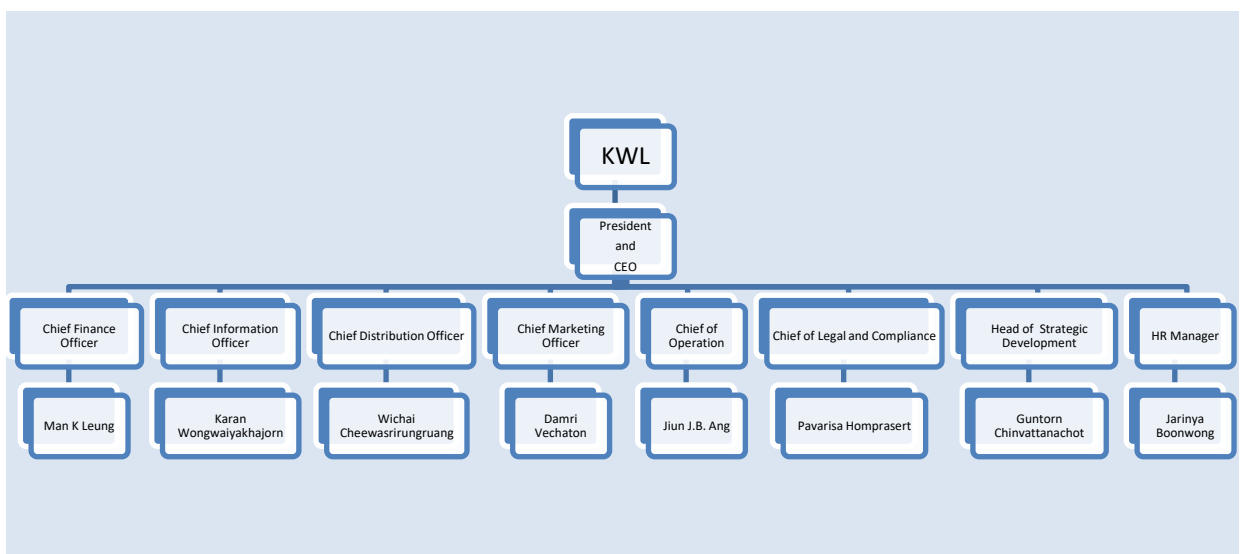 KWL
President
and
CEO
Chief Finance
Officer
Chief Information
Officer
Chief Distribution Officer
Chief Marketing
Officer
Chief of
Operation
Chief of Legal and Compliance
Head of Strategic
Development
HR Manager
Man K Leung
Karan
Wongwaiyakhajorn
Wichai
Cheewasrirungruang
Damri
Vechaton
Jiun J.B. Ang
Pavarisa Homprasert
Guntorn
Chinvattanachot
Jarinya
Boonwong